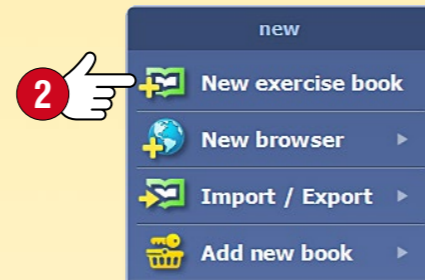 new
2
New exercise book
New browser
Import / Export
Add new book